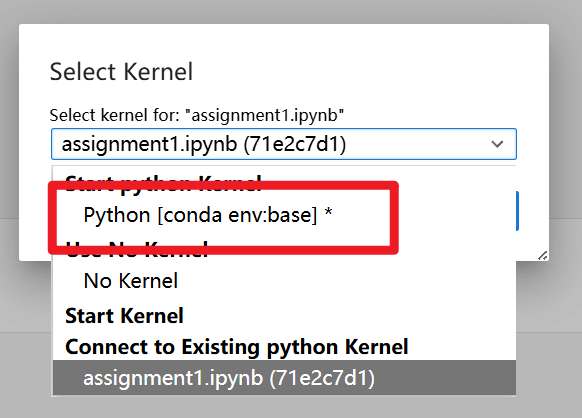 Select Kernel
Select kernel for: "assignment1.ipynb"
assignment1.ipynb (71e2c7d1)
Start python Kernel
Python [conda env:base] *
Use No Kernel
No Kernel
Start Kernel
Connect to Existing python Kernel
assignment1.ipynb (71e2c7d1)